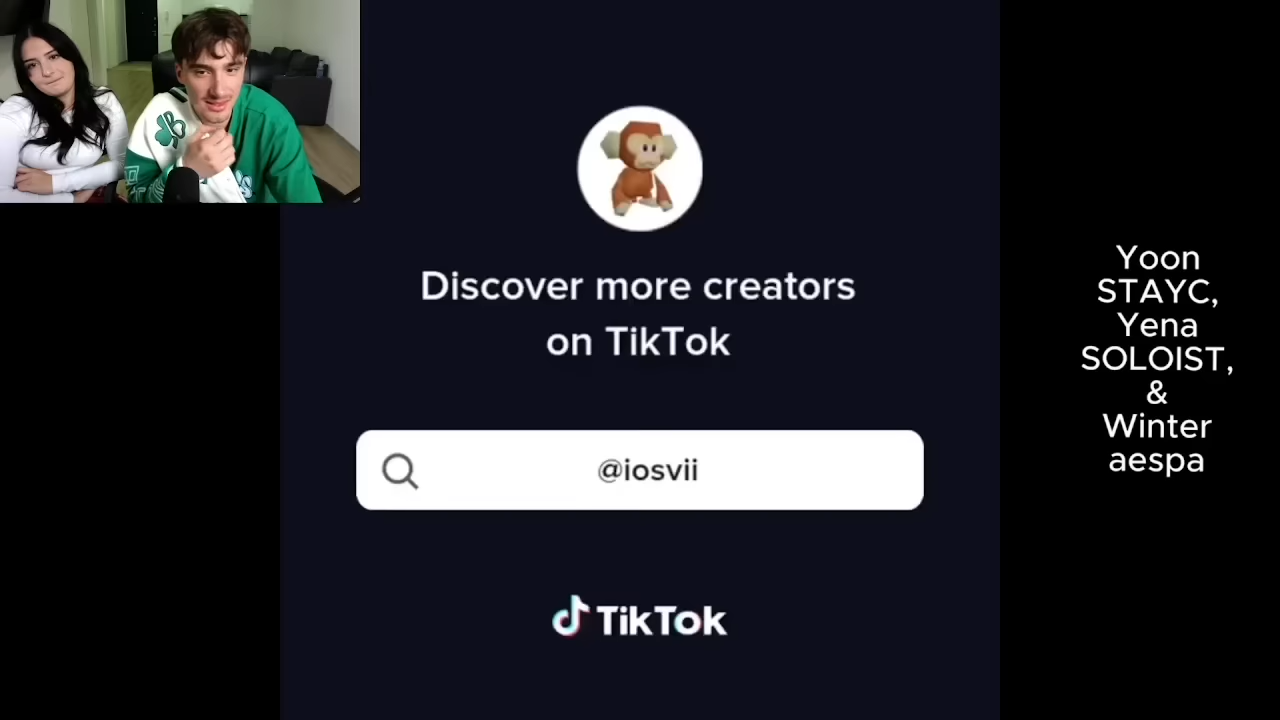 Discover more creators
on TikTok
@iosvii
TikTok
Yoon
STAYC,
Yena
SOLOIST,
&
Winter
aespa